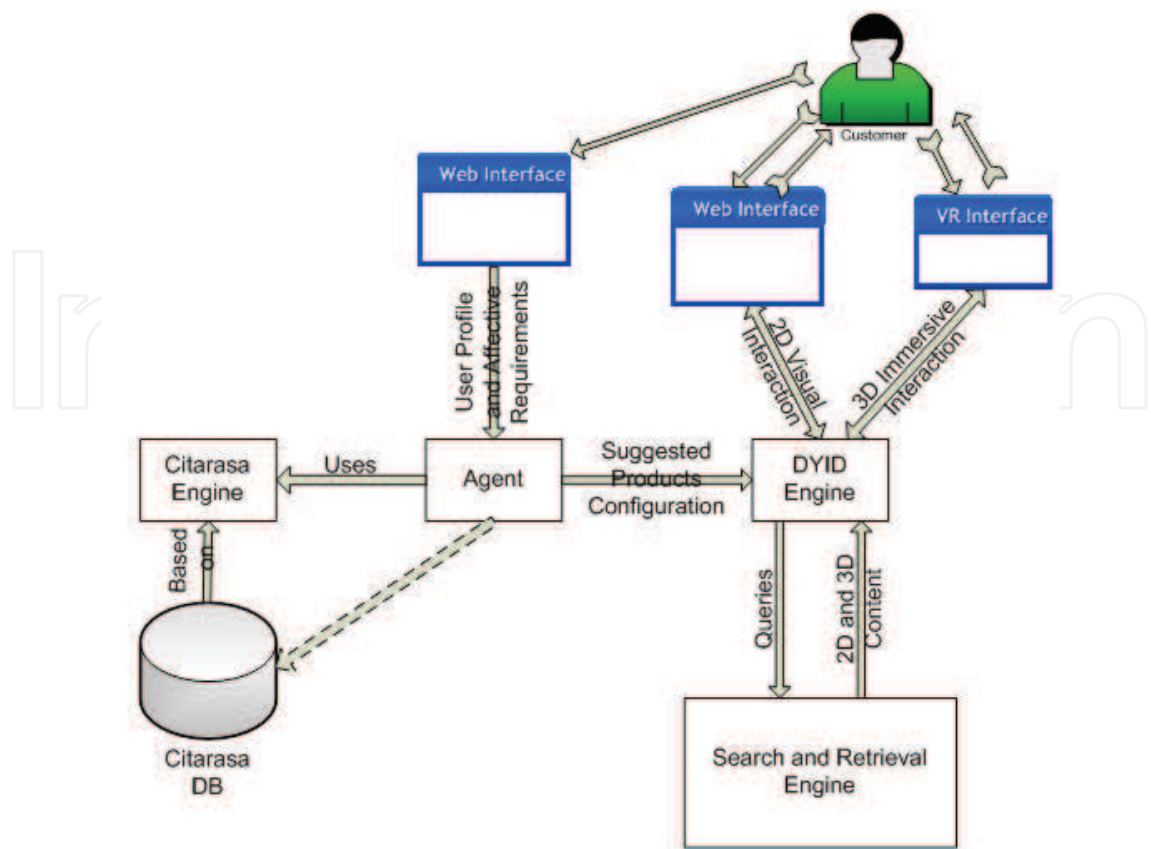 Customer
Web Interface
Web Interface
VR Interface
User Profile
and Affective
Requirements
2D Visual
Interaction
3D Immersive
Interaction
Citarasa
Engine
Uses
Agent
Suggested
Products
Configuration
DYID
Engine
Based
on
Queries
2D and 3D
Content
Citarasa
DB
Search and Retrieval
Engine